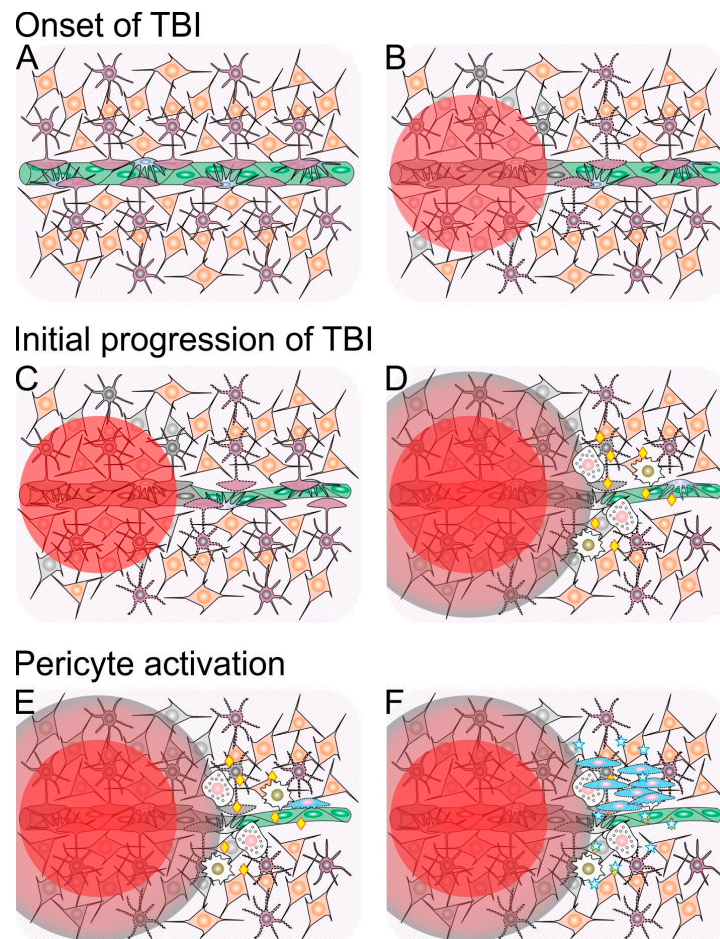 Onset of TBI
A
B
Initial progression of TBI
C
D
Pericyte activation
E
F